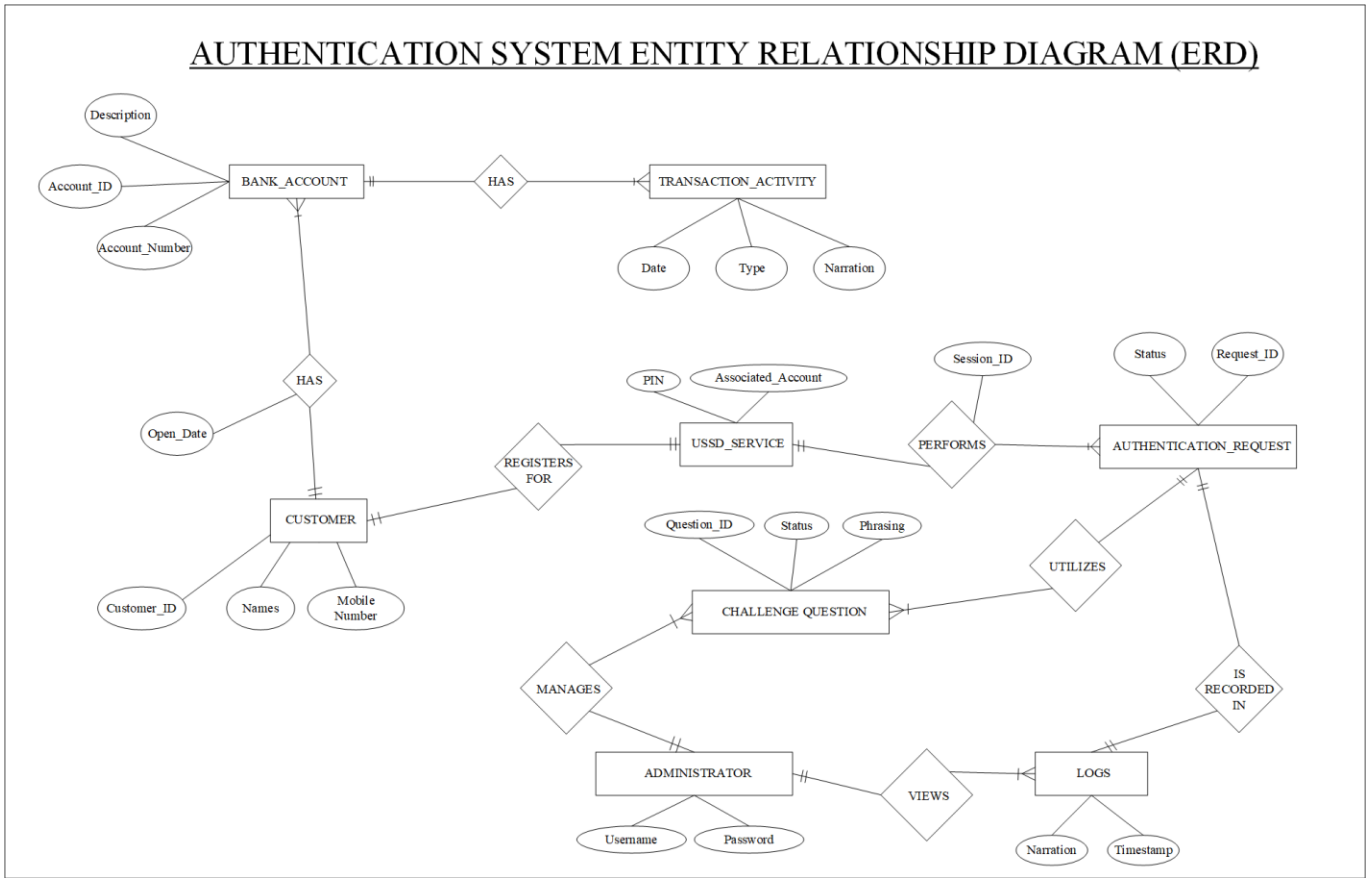 AUTHENTICATION SYSTEM ENTITY RELATIONSHIP DIAGRAM (ERD)
Description
Account_ID
BANK_ACCOUNT
HAS
TRANSACTION_ACTIVITY
Account_Number
Date
Type
Narration
HAS
Open_Date
PIN
Associated_Account
Session_ID
Status
Request_ID
REGISTERS
FOR
USSD_SERVICE
PERFORMS
AUTHENTICATION_REQUEST
CUSTOMER
Question_ID
Status
Phrasing
UTILIZES
Customer_ID
Names
Mobile
Number
CHALLENGE QUESTION
MANAGES
IS
RECORDED
IN
ADMINISTRATOR
VIEWS
LOGS
Username
Password
Narration
Timestamp